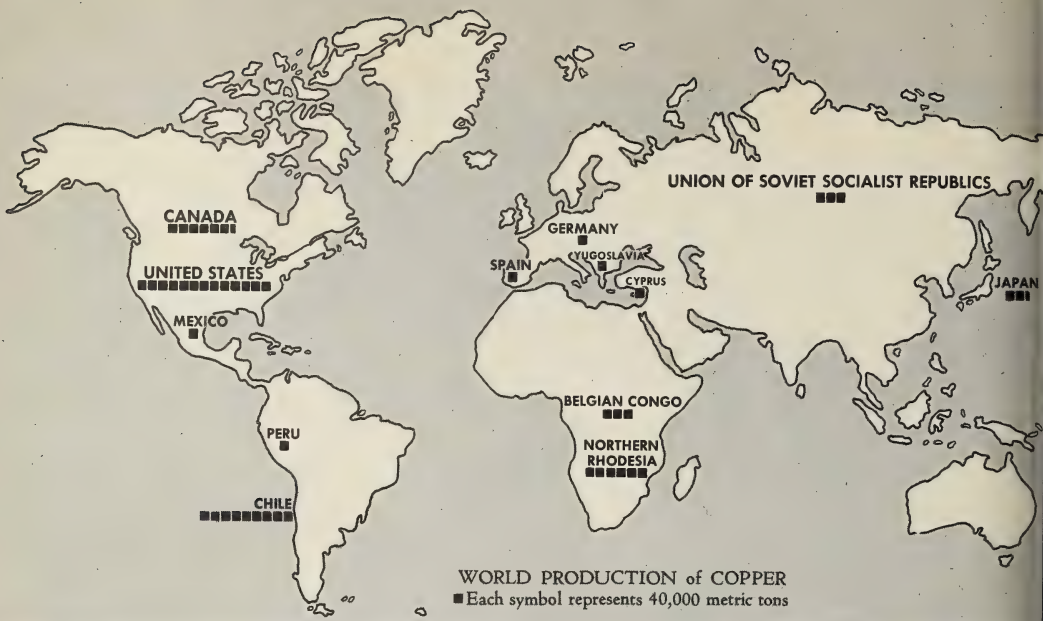 UNION OF SOVIET SOCIALIST REPUBLICS
CANADA
GERMANY
YUGOSLAVIA
UNITED STATES
SPAIN
CYPRUS
JAPAN
MEXICO
BELGIAN CONGO
PERU
NORTHERN
RHODESIA
CHILE
WORLD PRODUCTION of COPPER
Each symbol represents 40,000 metric tons